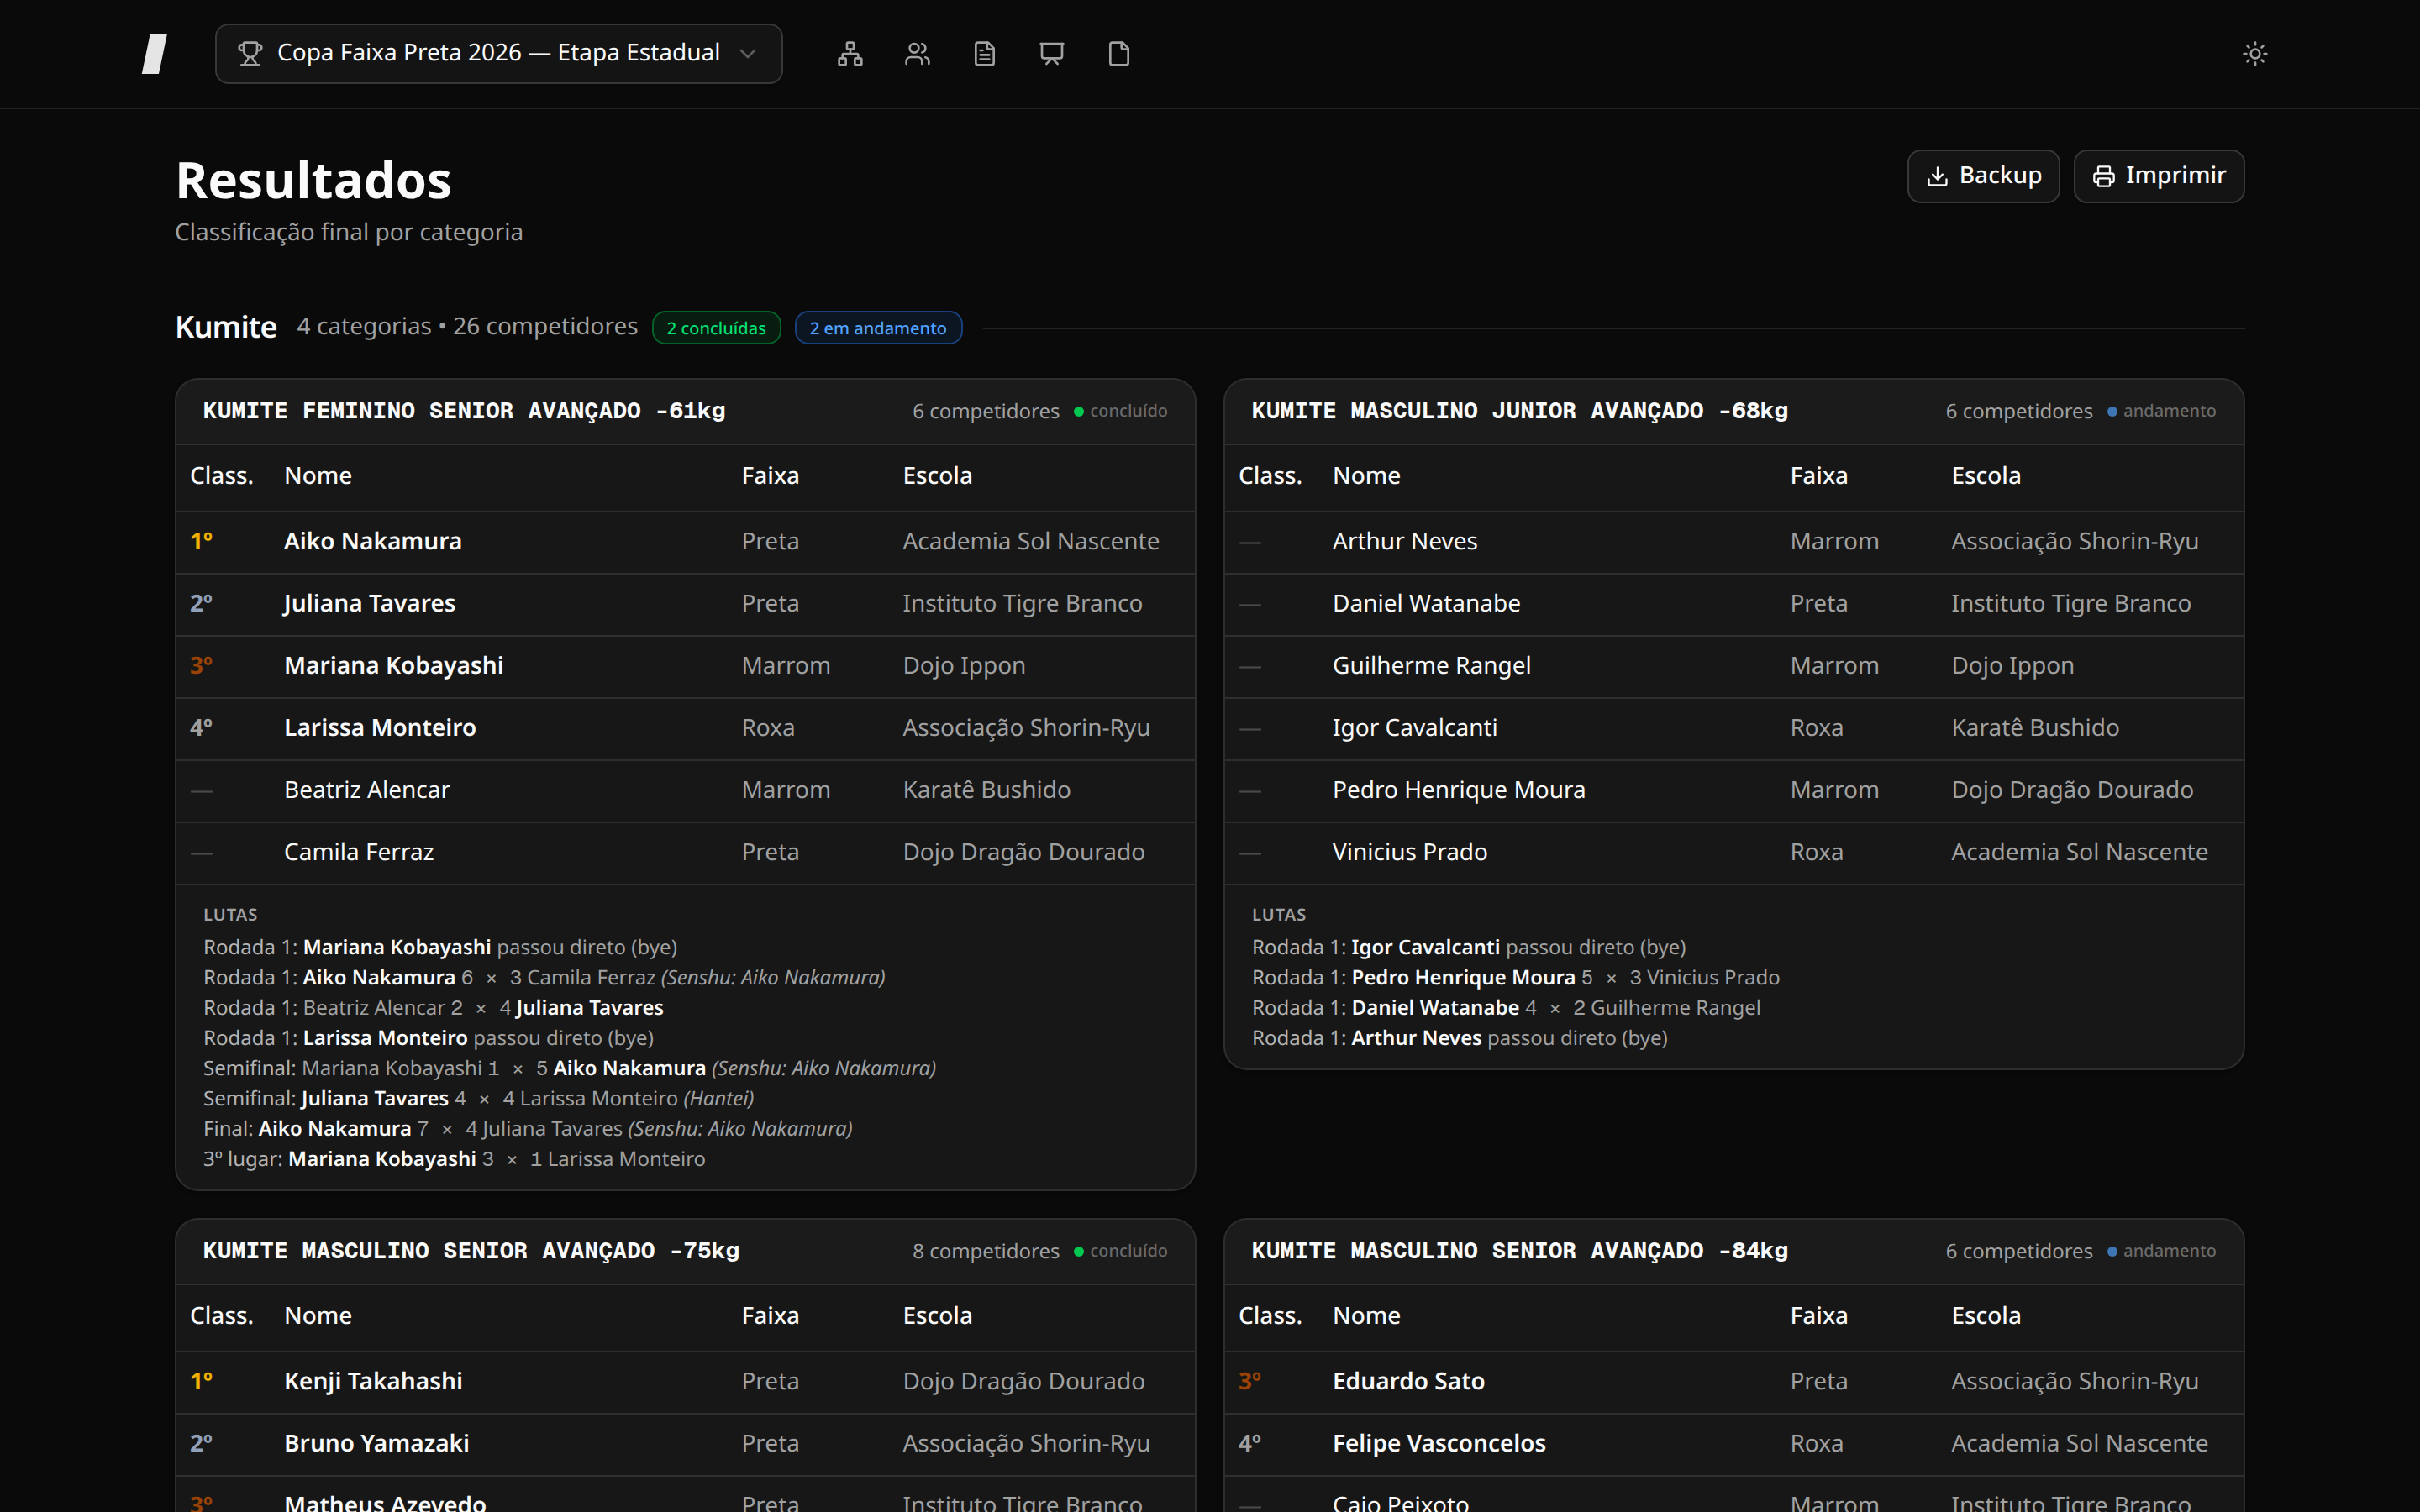 Copa Faixa Preta 2026 — Etapa Estadual
Resultados
Classificação final por categoria
Backup
Imprimir
Kumite 4 categorias • 26 competidores 2 concluídas 2 em andamento
KUMITE FEMININO SENIOR AVANÇADO -61kg 6 competidores concluído
Class. Nome Faixa Escola
1º Aiko Nakamura Preta Academia Sol Nascente
2º Juliana Tavares Preta Instituto Tigre Branco
3º Mariana Kobayashi Marrom Dojo Ippon
4º Larissa Monteiro Roxa Associação Shorin-Ryu
— Beatriz Alencar Marrom Karatê Bushido
— Camila Ferraz Preta Dojo Dragão Dourado
LUTAS
Rodada 1: Mariana Kobayashi passou direto (bye)
Rodada 1: Aiko Nakamura 6 × 3 Camila Ferraz (Senshu: Aiko Nakamura)
Rodada 1: Beatriz Alencar 2 × 4 Juliana Tavares
Rodada 1: Larissa Monteiro passou direto (bye)
Semifinal: Mariana Kobayashi 1 × 5 Aiko Nakamura (Senshu: Aiko Nakamura)
Semifinal: Juliana Tavares 4 × 4 Larissa Monteiro (Hantei)
Final: Aiko Nakamura 7 × 4 Juliana Tavares (Senshu: Aiko Nakamura)
3º lugar: Mariana Kobayashi 3 × 1 Larissa Monteiro
KUMITE MASCULINO JUNIOR AVANÇADO -68kg 6 competidores andamento
Class. Nome Faixa Escola
— Arthur Neves Marrom Associação Shorin-Ryu
— Daniel Watanabe Preta Instituto Tigre Branco
— Guilherme Rangel Marrom Dojo Ippon
— Igor Cavalcanti Roxa Karatê Bushido
— Pedro Henrique Moura Marrom Dojo Dragão Dourado
— Vinicius Prado Roxa Academia Sol Nascente
LUTAS
Rodada 1: Igor Cavalcanti passou direto (bye)
Rodada 1: Pedro Henrique Moura 5 × 3 Vinicius Prado
Rodada 1: Daniel Watanabe 4 × 2 Guilherme Rangel
Rodada 1: Arthur Neves passou direto (bye)
KUMITE MASCULINO SENIOR AVANÇADO -75kg 8 competidores concluído
Class. Nome Faixa Escola
1º Kenji Takahashi Preta Dojo Dragão Dourado
2º Bruno Yamazaki Preta Associação Shorin-Ryu
3º Matheus Azevedo Preta Instituto Tigre Branco
KUMITE MASCULINO SENIOR AVANÇADO -84kg 6 competidores andamento
Class. Nome Faixa Escola
3º Eduardo Sato Preta Associação Shorin-Ryu
4º Felipe Vasconcelos Roxa Academia Sol Nascente
— Caio Peixoto Marrom Instituto Tigre Branco